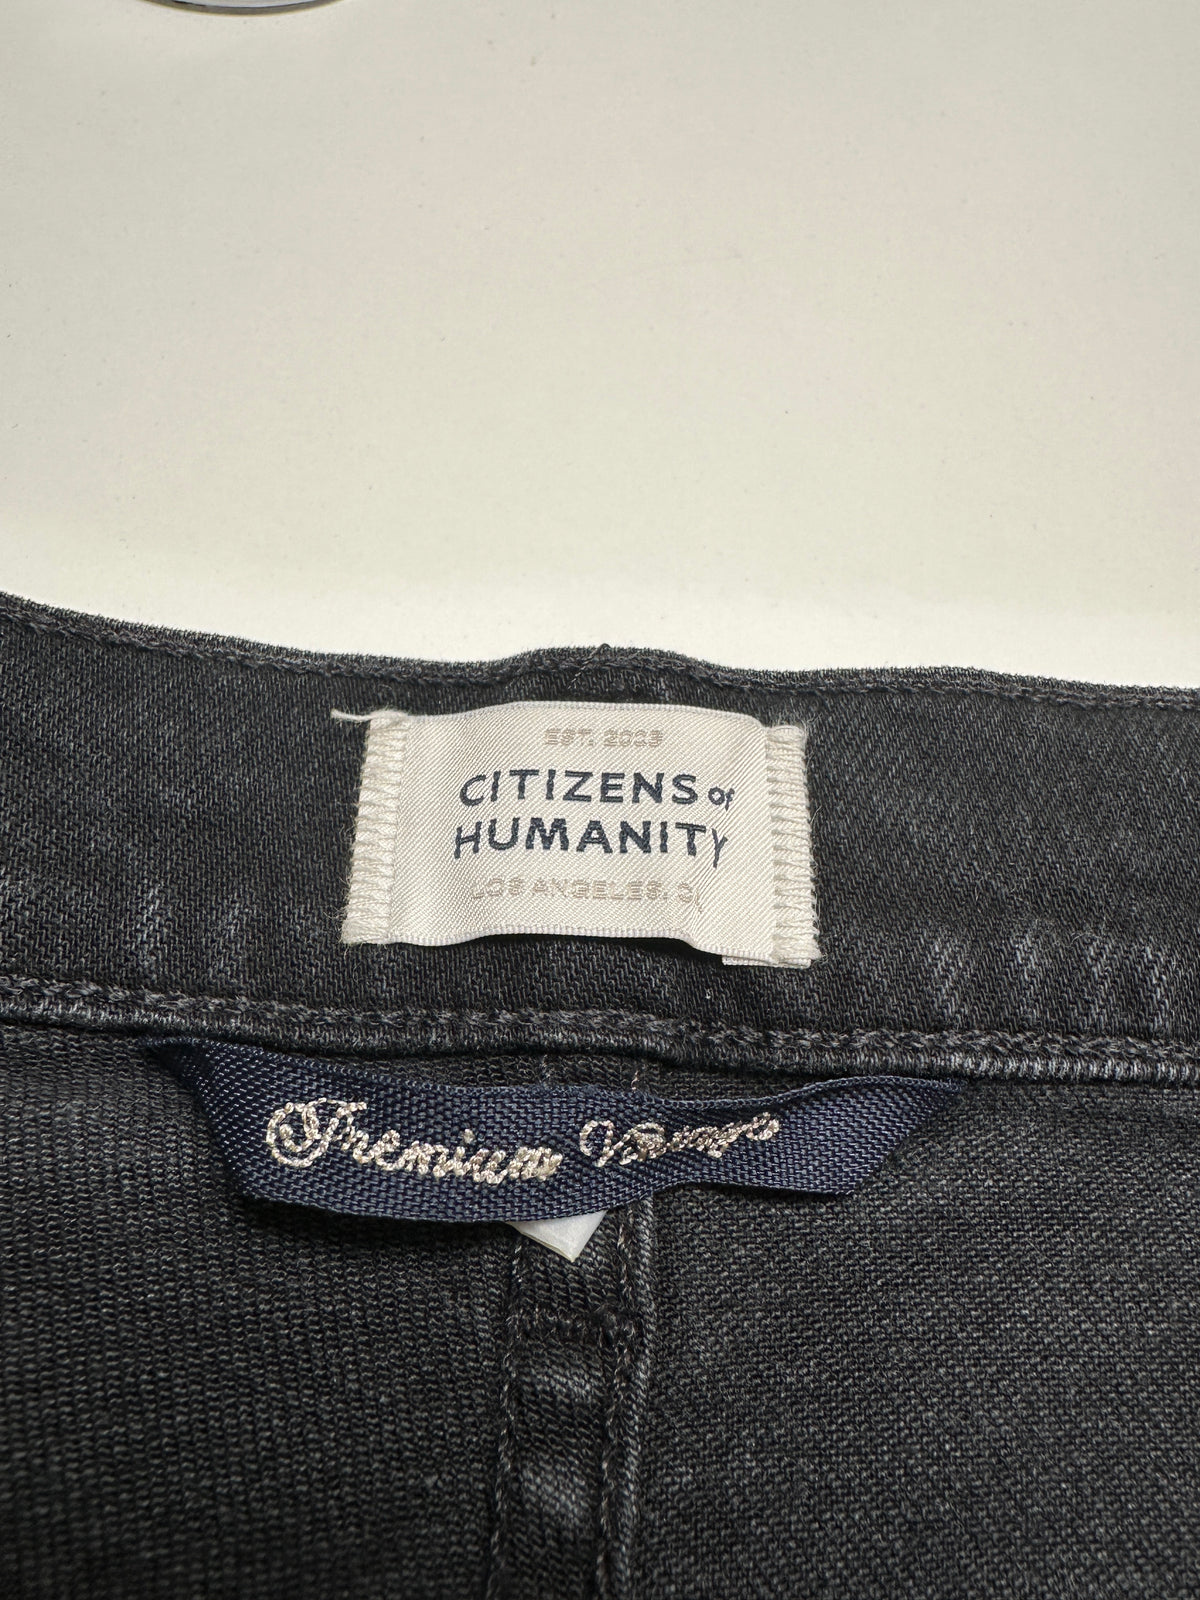 EST. 2003
CITIZENS of
HUMANITY
LOS ANGELES, CA
Premium Vintage